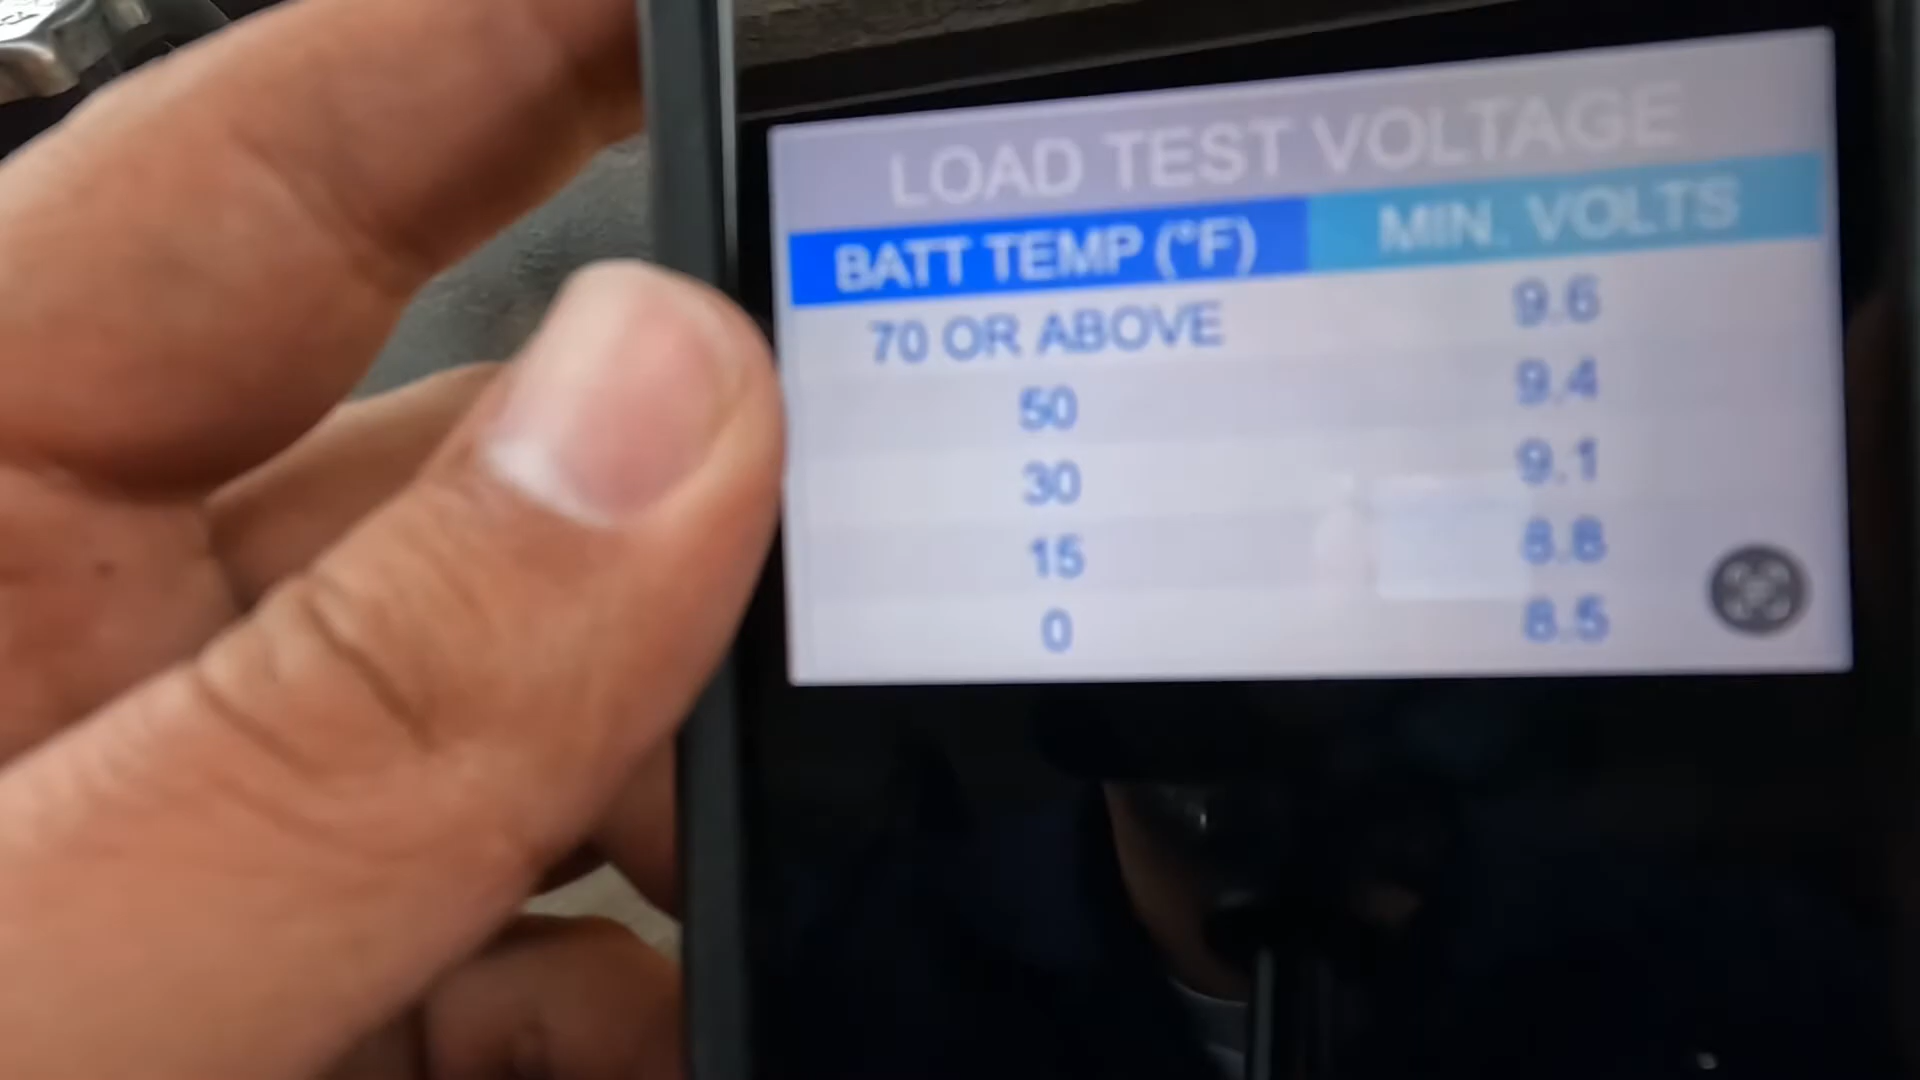 LOAD TEST VOLTAGE
BATT TEMP (°F) MIN. VOLTS
70 OR ABOVE 9.6
50 9.4
30 9.1
15 8.8
0 8.5